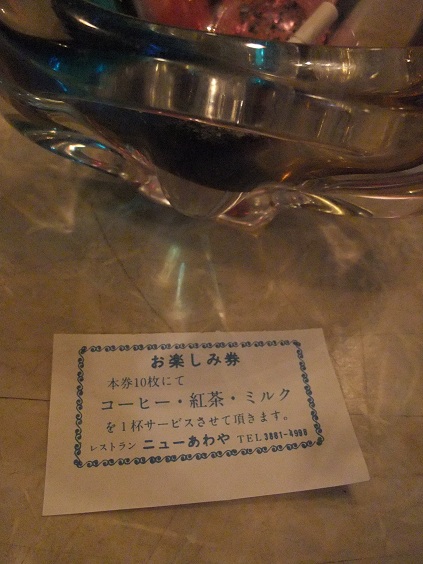 お楽しみ券
本券10枚にて
コーヒー・紅茶・ミルク
を1杯サービスさせて頂きます。
レストラン ニューあわや TEL